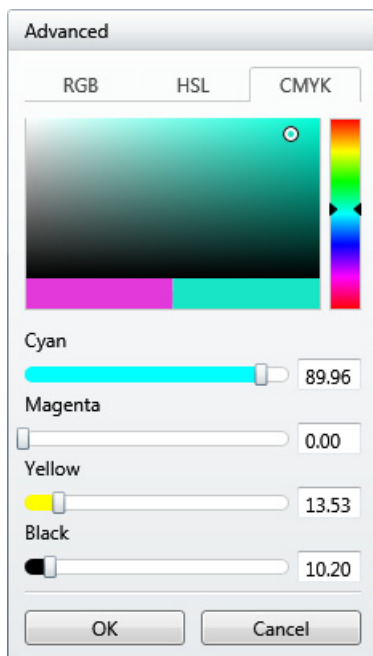 Advanced
RGB HSL CMYK
Cyan
89.96
Magenta
0.00
Yellow
13.53
Black
10.20
OK Cancel